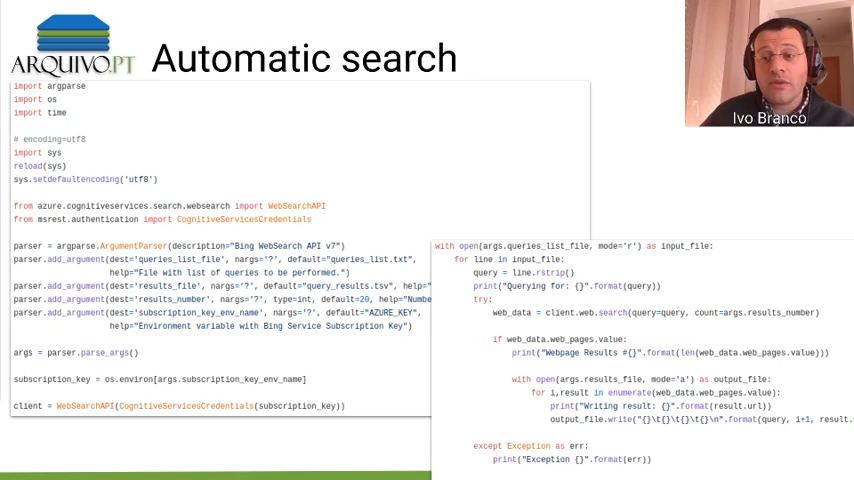 ARQUIVO.PT
Automatic search
Ivo Branco
import argparse
import os
import time
# encoding=utf8
import sys
reload(sys)
sys.setdefaultencoding('utf8')
from azure.cognitiveservices.search.websearch import WebSearchAPI
from msrest.authentication import CognitiveServicesCredentials
parser = argparse.ArgumentParser(description="Bing WebSearch API v7")
parser.add_argument(dest='queries_list_file', nargs='?', default="queries_list.txt",
help="File with list of queries to be performed.")
parser.add_argument(dest='results_file', nargs='?', default="query_results.tsv", help="
parser.add_argument(dest='results_number', nargs='?', type=int, default=20, help="Numbe
parser.add_argument(dest='subscription_key_env_name', nargs='?', default="AZURE_KEY",
help="Environment variable with Bing Service Subscription Key")
args = parser.parse_args()
subscription_key = os.environ[args.subscription_key_env_name]
client = WebSearchAPI(CognitiveServicesCredentials(subscription_key))
with open(args.queries_list_file, mode='r') as input_file:
for line in input_file:
query = line.rstrip()
print("Querying for: {}".format(query))
try:
web_data = client.web.search(query=query, count=args.results_number)
if web_data.web_pages.value:
print("Webpage Results #{}".format(len(web_data.web_pages.value)))
with open(args.results_file, mode='a') as output_file:
for i,result in enumerate(web_data.web_pages.value):
print("Writing result: {}".format(result.url))
output_file.write("{}\t{}\t{}\t{}\n".format(query, i+1, result.
except Exception as err:
print("Exception {}".format(err))